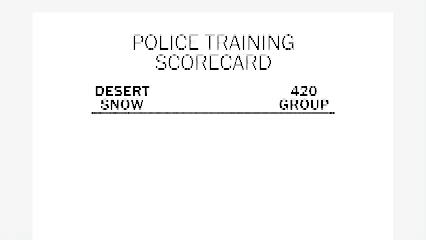 POLICE TRAINING
SCORECARD
DESERT 420
SNOW GROUP